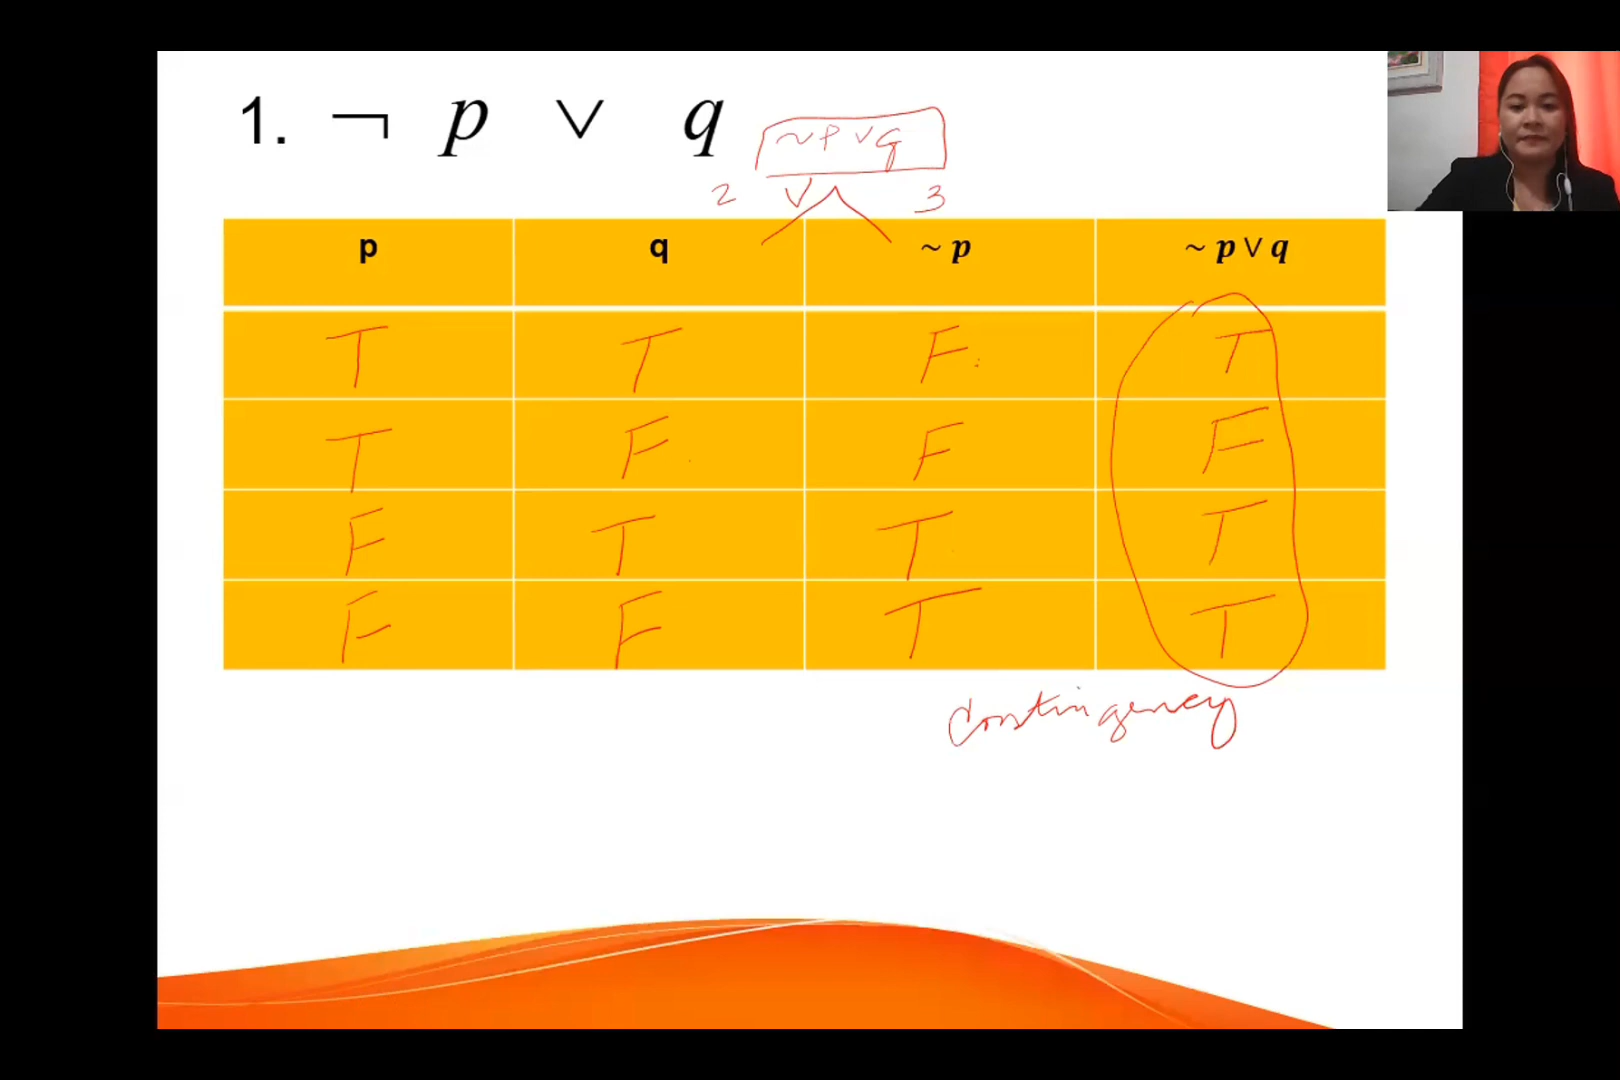 1. ¬ p ∨ q
~p ∨ q
2 ∨ 3
p q ~ p ~ p ∨ q
T T F T
T F F F
F T T T
F F T T
Contingency